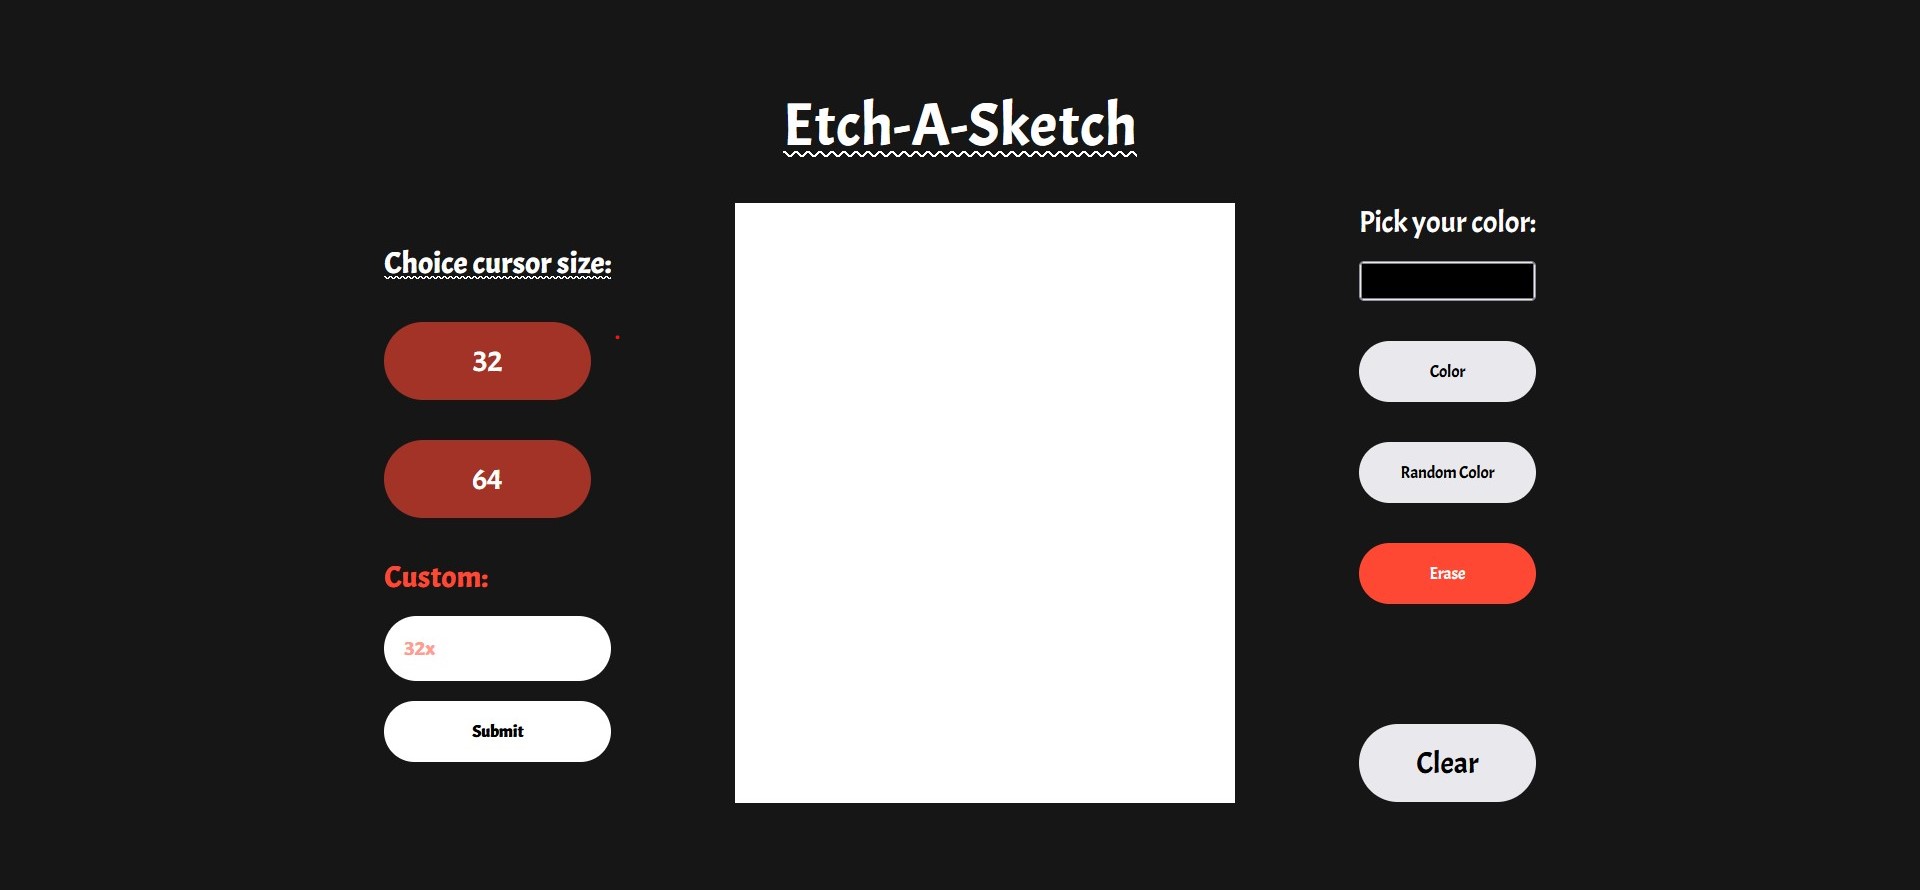 Etch-A-Sketch
Choice cursor size:
32
64
Custom:
32x
Submit
Pick your color:
Color
Random Color
Erase
Clear